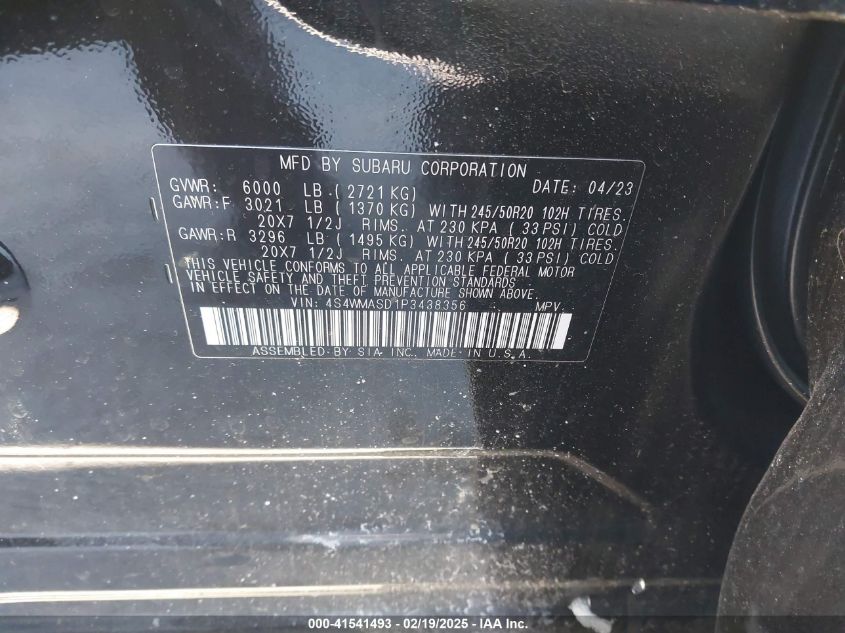 MFD BY SUBARU CORPORATION
GVWR: 6000 LB ( 2721 KG) DATE: 04/23
GAWR:F 3021 LB ( 1370 KG) WITH 245/50R20 102H TIRES.
20X7 1/2J RIMS. AT 230 KPA ( 33 PSI) COLD
GAWR:R 3296 LB ( 1495 KG) WITH 245/50R20 102H TIRES.
20X7 1/2J RIMS. AT 230 KPA ( 33 PSI) COLD
THIS VEHICLE CONFORMS TO ALL APPLICABLE FEDERAL MOTOR
VEHICLE SAFETY AND THEFT PREVENTION STANDARDS
IN EFFECT ON THE DATE OF MANUFACTURE SHOWN ABOVE.
VIN: 4S4WMASD1P3438356 MPV.
ASSEMBLED BY SIA INC, MADE IN U.S.A.
000-41541493 - 02/19/2025 - IAA Inc.